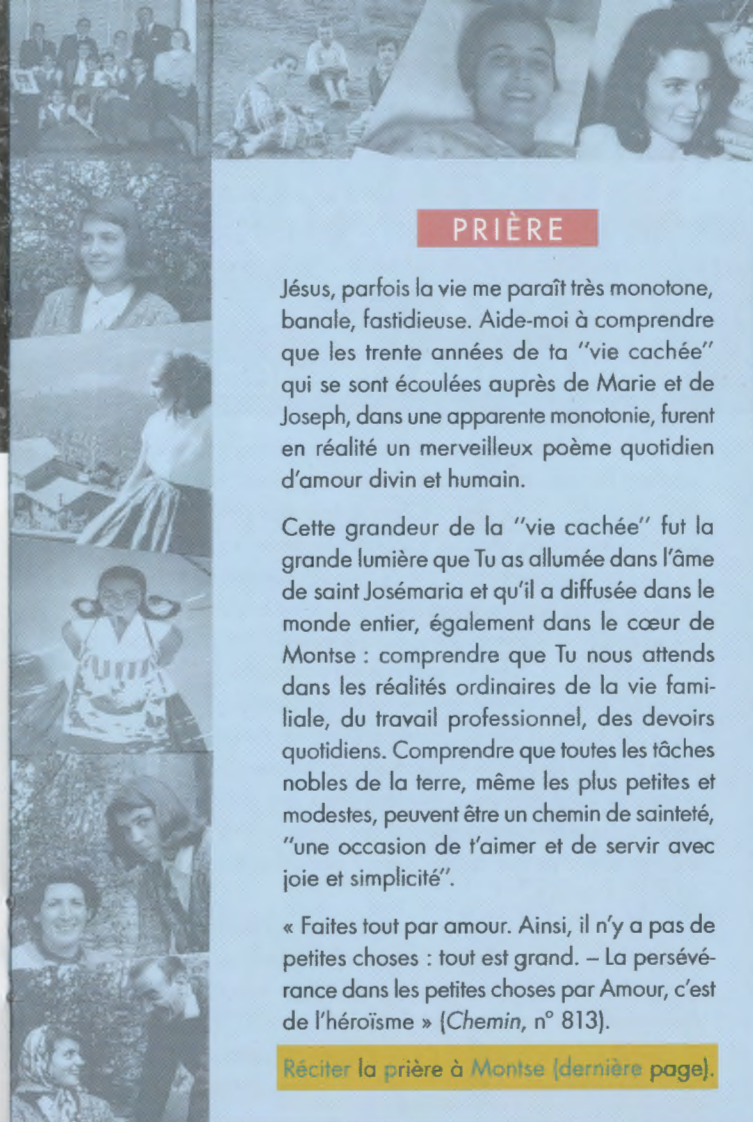 PRIÈRE
Jésus, parfois la vie me paraît très monotone,
banale, fastidieuse. Aide-moi à comprendre
que les trente années de ta "vie cachée"
qui se sont écoulées auprès de Marie et de
Joseph, dans une apparente monotonie, furent
en réalité un merveilleux poème quotidien
d'amour divin et humain.
Cette grandeur de la "vie cachée" fut la
grande lumière que Tu as allumée dans l'âme
de saint Josémaria et qu'il a diffusée dans le
monde entier, également dans le cœur de
Montse : comprendre que Tu nous attends
dans les réalités ordinaires de la vie fami-
liale, du travail professionnel, des devoirs
quotidiens. Comprendre que toutes les tâches
nobles de la terre, même les plus petites et
modestes, peuvent être un chemin de sainteté,
"une occasion de t'aimer et de servir avec
joie et simplicité".
« Faites tout par amour. Ainsi, il n'y a pas de
petites choses : tout est grand. – La persévé-
rance dans les petites choses par Amour, c'est
de l'héroïsme » (Chemin, n° 813).
Réciter la prière à Montse (dernière page).